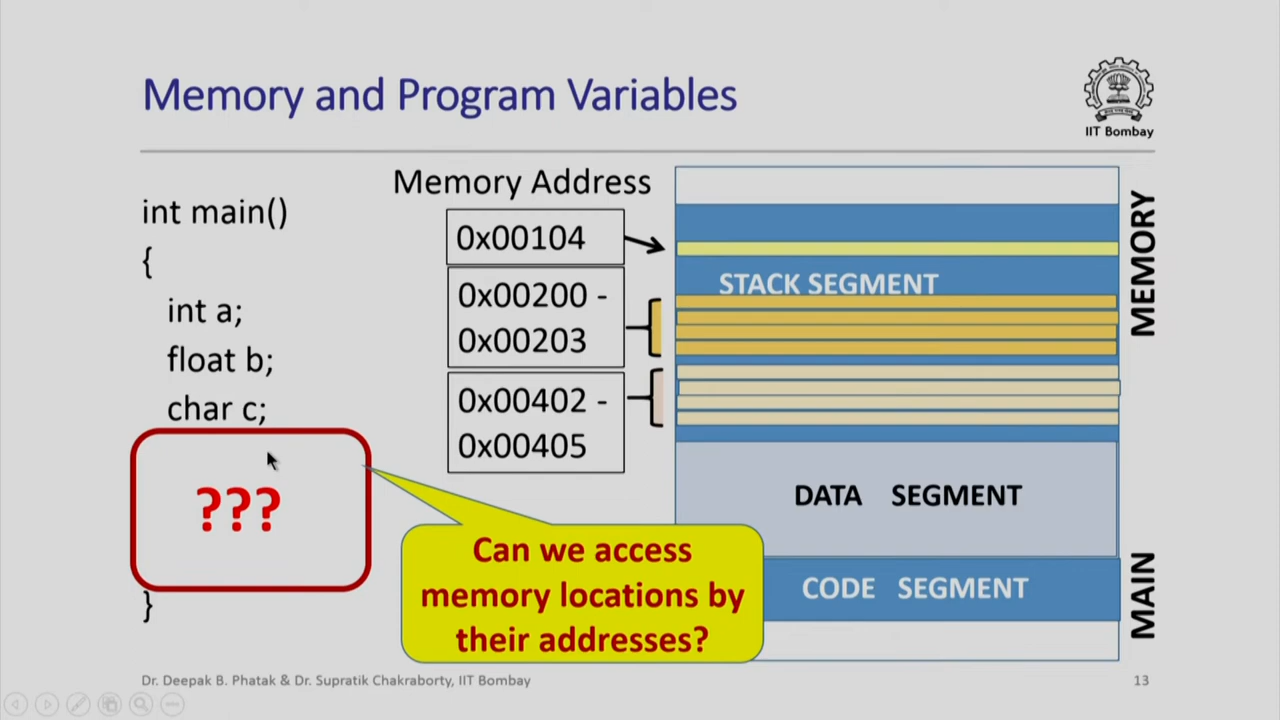 Memory and Program Variables
IIT Bombay
int main()
{
int a;
float b;
char c;
???
}
Memory Address
0x00104
0x00200 -
0x00203
0x00402 -
0x00405
STACK SEGMENT
DATA SEGMENT
CODE SEGMENT
MEMORY
MAIN
Can we access
memory locations by
their addresses?
Dr. Deepak B. Phatak & Dr. Supratik Chakraborty, IIT Bombay
13